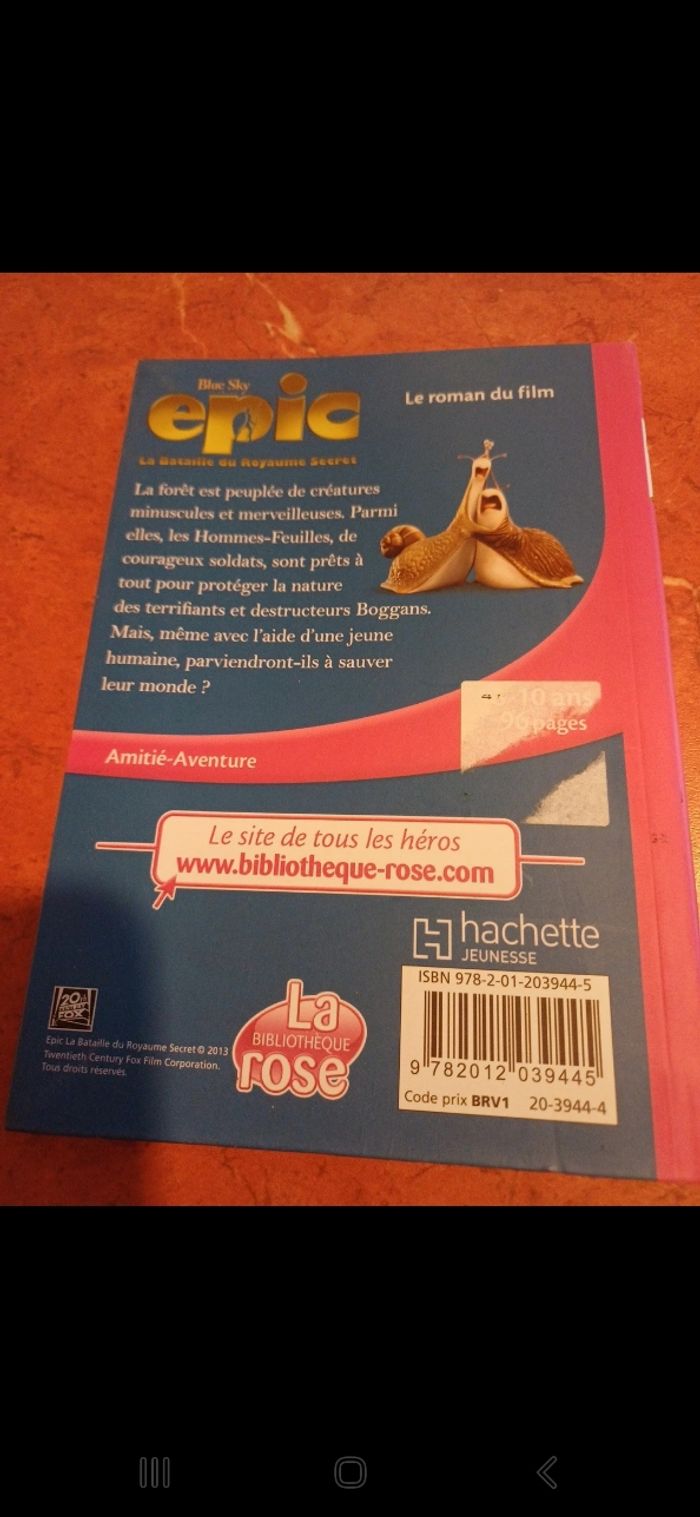 Blue Sky
epic
La Bataille du Royaume Secret
Le roman du film
La forêt est peuplée de créatures
minuscules et merveilleuses. Parmi
elles, les Hommes-Feuilles, de
courageux soldats, sont prêts à
tout pour protéger la nature
des terrifiants et destructeurs Boggans.
Mais, même avec l'aide d'une jeune
humaine, parviendront-ils à sauver
leur monde ?
10 ans
96 pages
Amitié-Aventure
Le site de tous les héros
www.bibliotheque-rose.com
hachette
JEUNESSE
ISBN 978-2-01-203944-5
9 782012 039445
Code prix BRV1 20-3944-4
La
BIBLIOTHÈQUE
rose
20th
CENTURY
FOX
Epic La Bataille du Royaume Secret © 2013
Twentieth Century Fox Film Corporation.
Tous droits réservés.